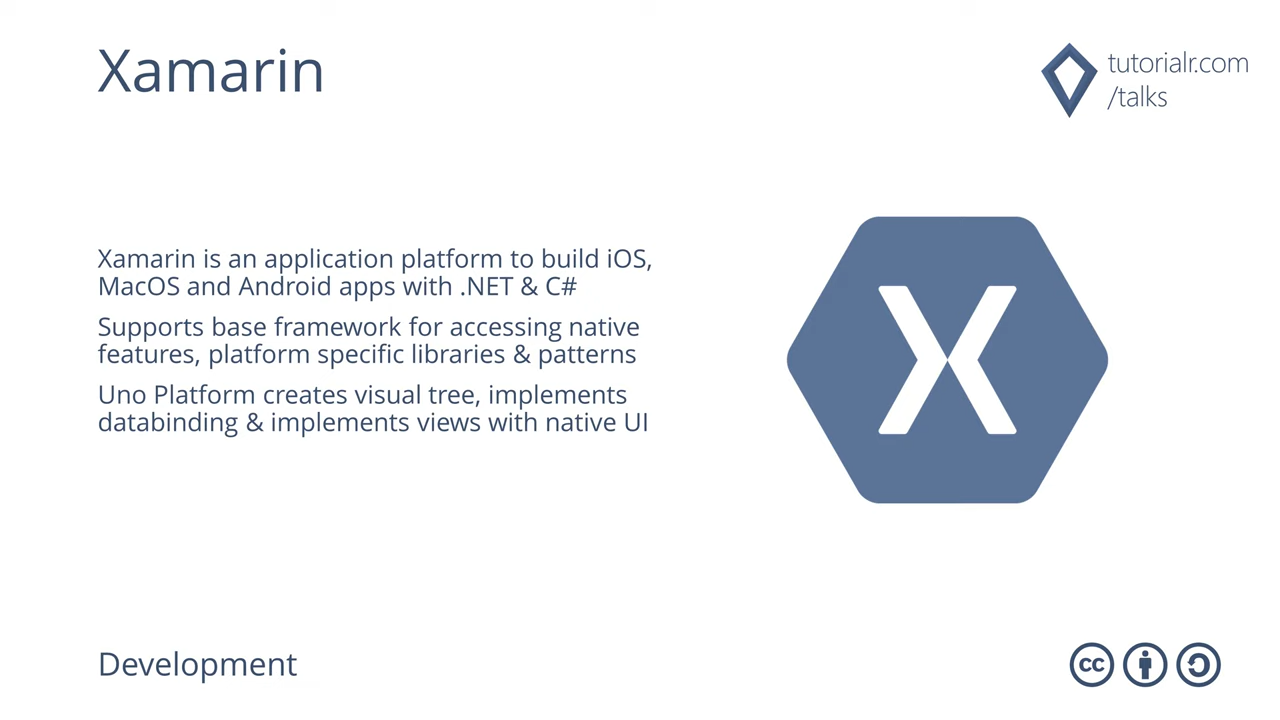 Xamarin
tutorialr.com
/talks
Xamarin is an application platform to build iOS,
MacOS and Android apps with .NET & C#
Supports base framework for accessing native
features, platform specific libraries & patterns
Uno Platform creates visual tree, implements
databinding & implements views with native UI
X
Development
cc